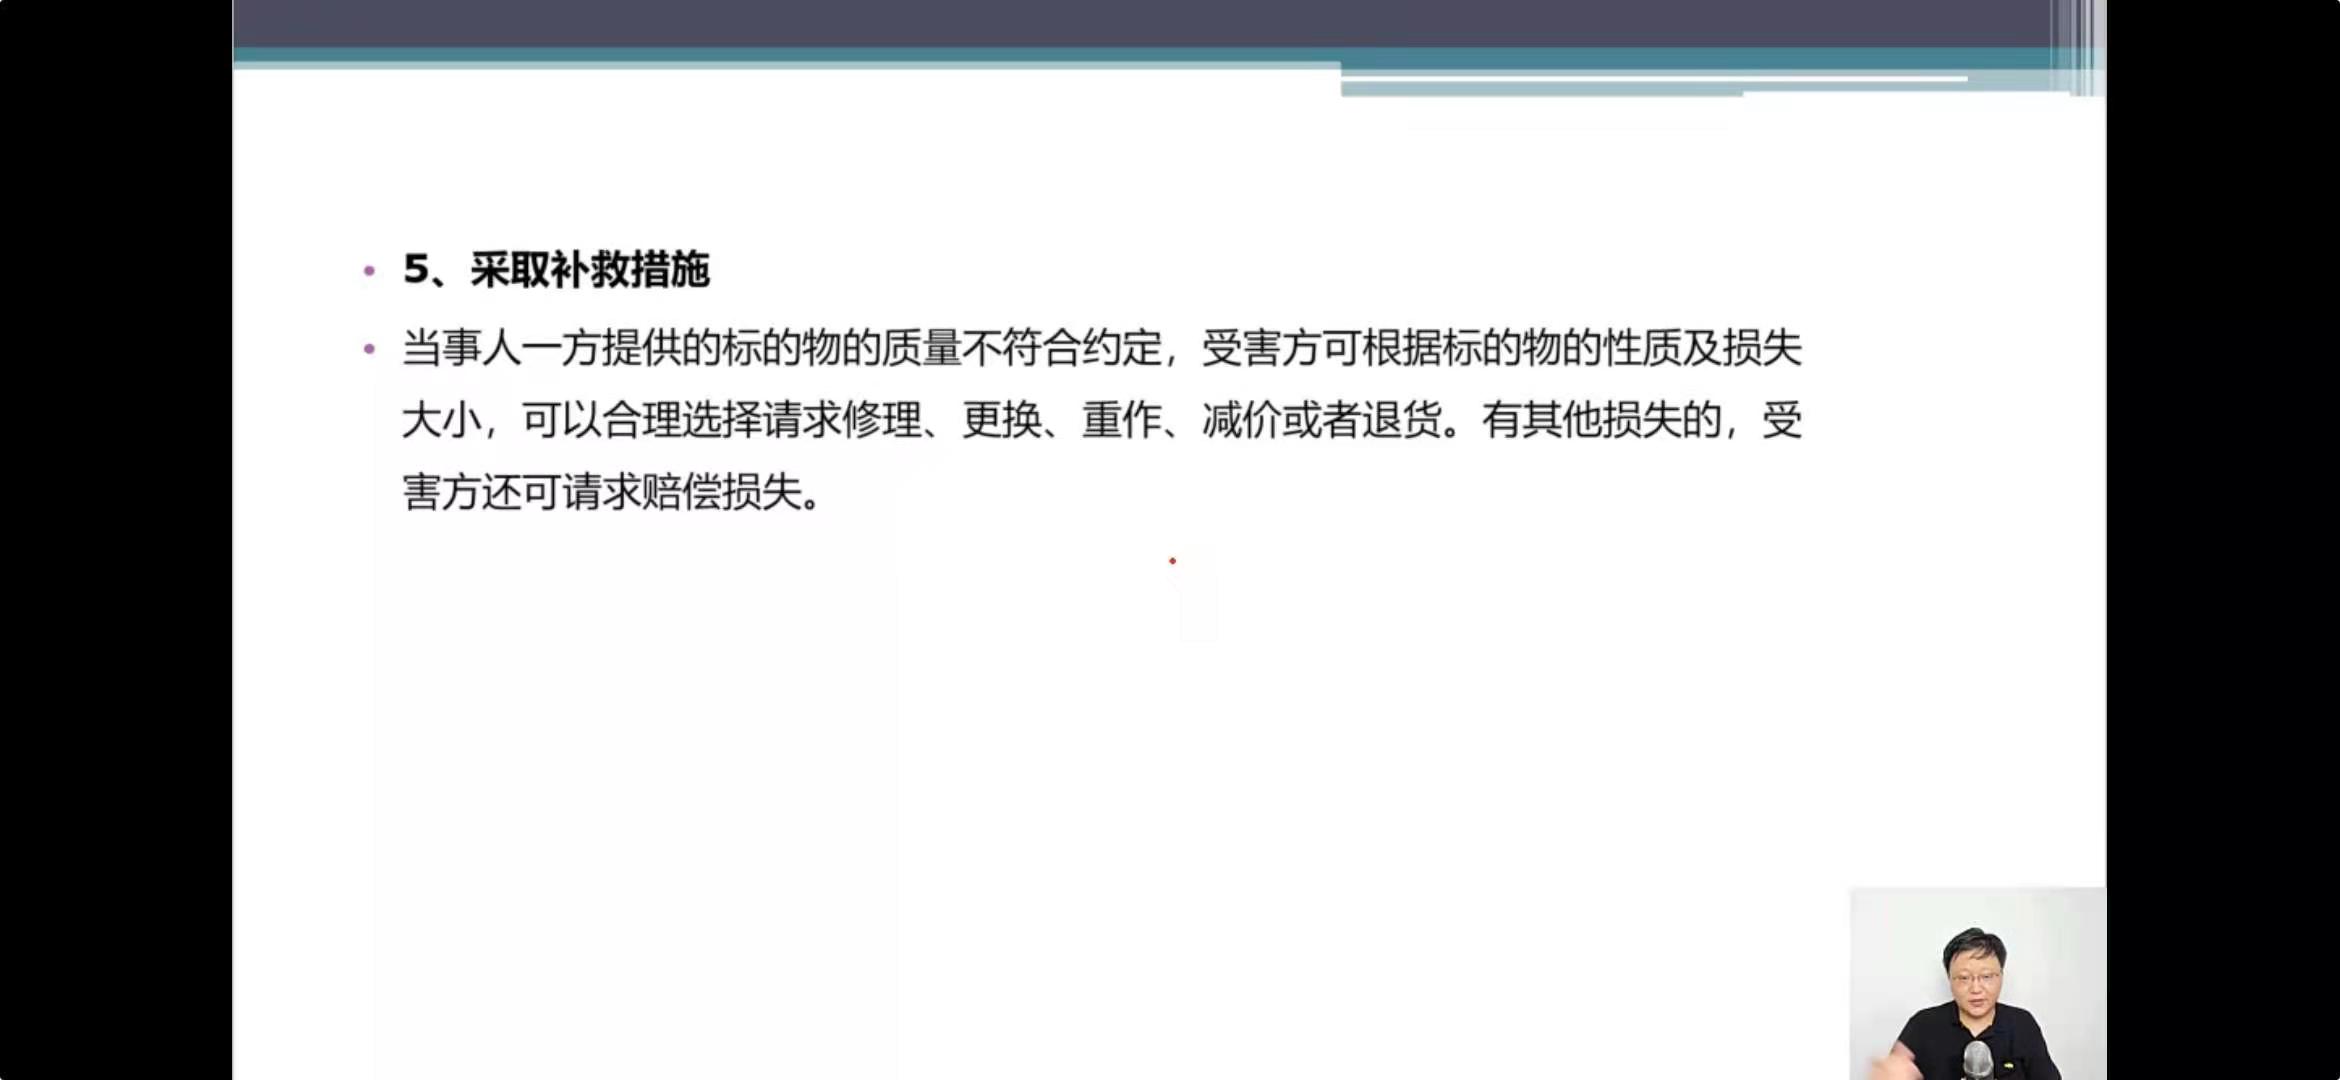 5、采取补救措施
当事人一方提供的标的物的质量不符合约定，受害方可根据标的物的性质及损失
大小，可以合理选择请求修理、更换、重作、减价或者退货。有其他损失的，受
害方还可请求赔偿损失。